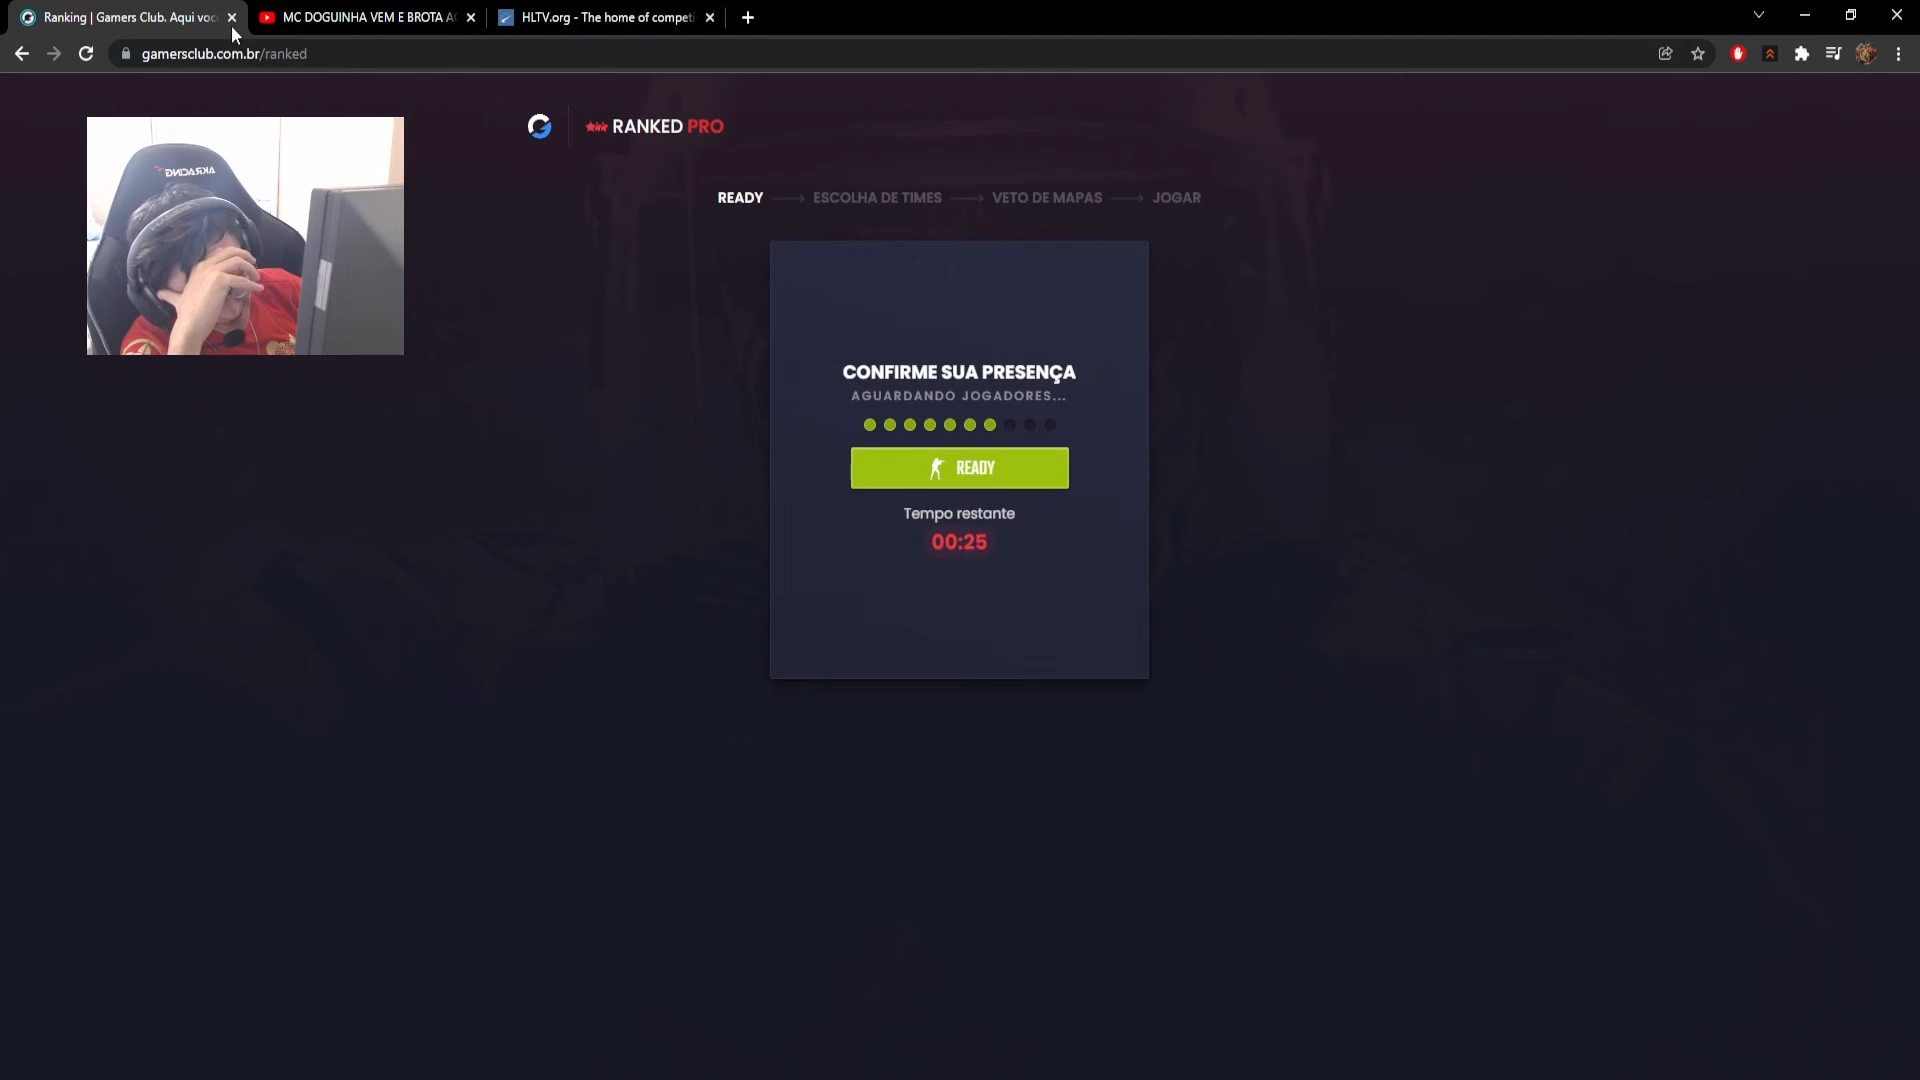 Ranking | Gamers Club. Aqui voc
MC DOGUINHA VEM E BROTA A
HLTV.org - The home of competi
gamersclub.com.br/ranked
AKRACING
RANKED PRO
READY
ESCOLHA DE TIMES
VETO DE MAPAS
JOGAR
CONFIRME SUA PRESENÇA
AGUARDANDO JOGADORES...
READY
Tempo restante
00:25